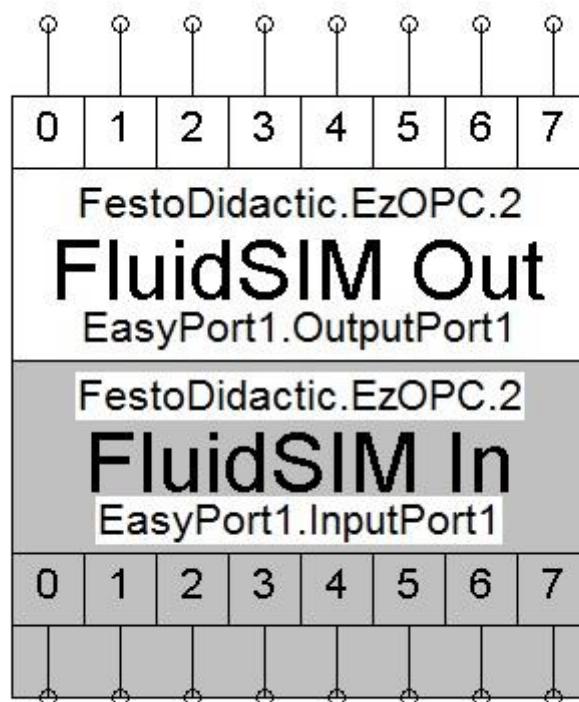 0 1 2 3 4 5 6 7
FestoDidactic.EzOPC.2
FluidSIM Out
EasyPort1.OutputPort1
FestoDidactic.EzOPC.2
FluidSIM In
EasyPort1.InputPort1
0 1 2 3 4 5 6 7